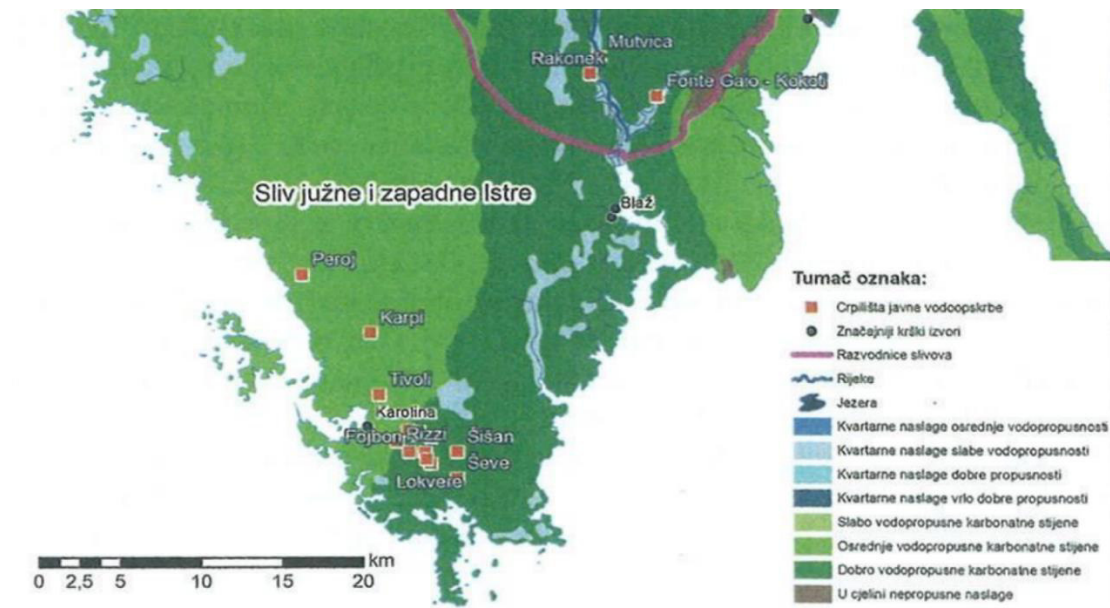 Mutvica
Rakonek
Fonte Gaio - Kokoti
Sliv južne i zapadne Istre
Blaž
Peroj
Karpi
Tivoli
Karolina
Fojbon Rizzi Šišan
Ševe
Lokvere
km
0 2,5 5 10 15 20
Tumač oznaka:
Crpilišta javne vodoopskrbe
Značajniji krški izvori
Razvodnice slivova
Rijeke
Jezera
Kvartarne naslage osrednje vodopropusnosti
Kvartarne naslage slabe vodopropusnosti
Kvartarne naslage dobre propusnosti
Kvartarne naslage vrlo dobre propusnosti
Slabo vodopropusne karbonatne stijene
Osrednje vodopropusne karbonatne stijene
Dobro vodopropusne karbonatne stijene
U cjelini nepropusne naslage